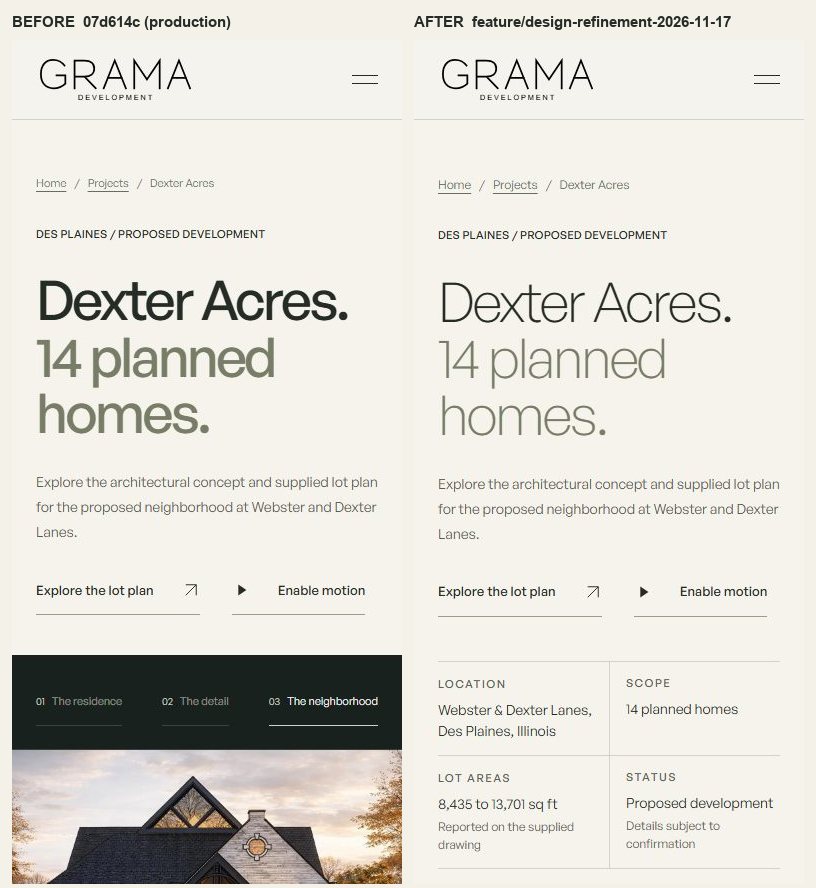 BEFORE 07d614c (production)
GRAMA
DEVELOPMENT
Home / Projects / Dexter Acres
DES PLAINES / PROPOSED DEVELOPMENT
Dexter Acres.
14 planned
homes.
Explore the architectural concept and supplied lot plan
for the proposed neighborhood at Webster and Dexter
Lanes.
Explore the lot plan
Enable motion
01 The residence
02 The detail
03 The neighborhood
AFTER feature/design-refinement-2026-11-17
GRAMA
DEVELOPMENT
Home / Projects / Dexter Acres
DES PLAINES / PROPOSED DEVELOPMENT
Dexter Acres.
14 planned
homes.
Explore the architectural concept and supplied lot plan
for the proposed neighborhood at Webster and Dexter
Lanes.
Explore the lot plan
Enable motion
LOCATION
Webster & Dexter Lanes,
Des Plaines, Illinois
SCOPE
14 planned homes
LOT AREAS
8,435 to 13,701 sq ft
Reported on the supplied
drawing
STATUS
Proposed development
Details subject to
confirmation